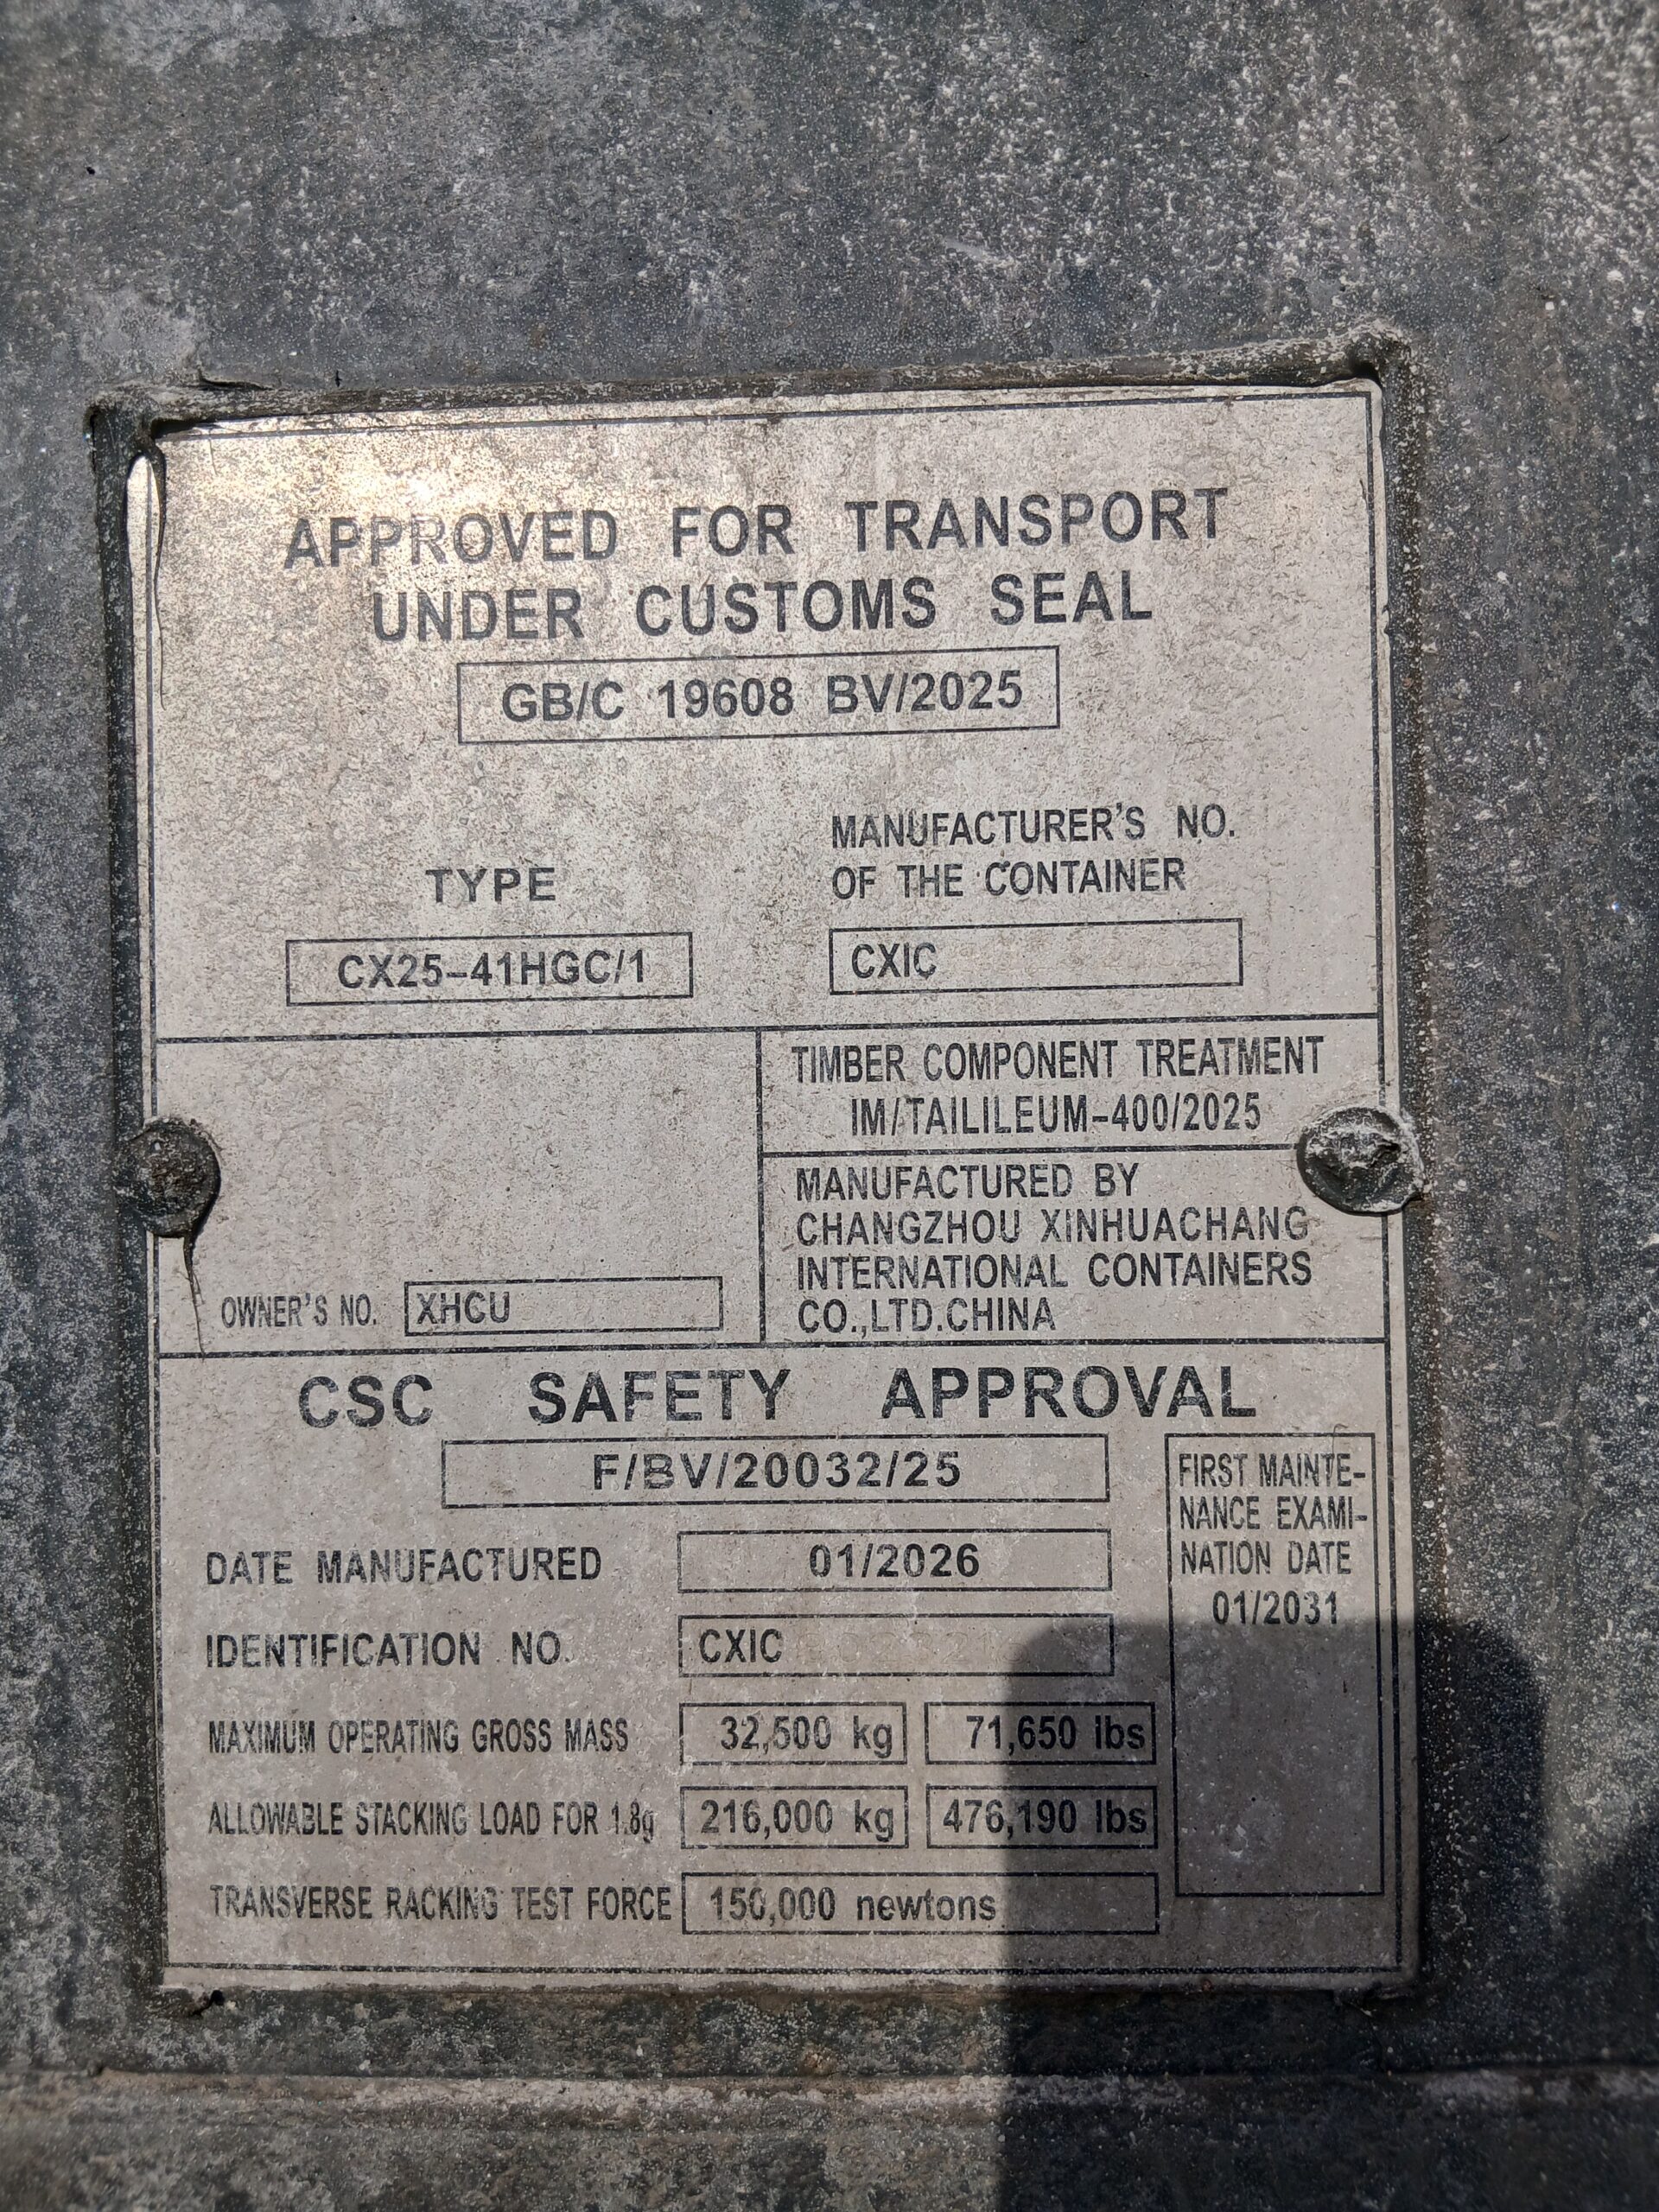 APPROVED FOR TRANSPORT
UNDER CUSTOMS SEAL
GB/C 19608 BV/2025
TYPE
CX25-41HGC/1
MANUFACTURER'S NO.
OF THE CONTAINER
CXIC
TIMBER COMPONENT TREATMENT
IM/TAILILEUM-400/2025
MANUFACTURED BY
CHANGZHOU XINHUACHANG
INTERNATIONAL CONTAINERS
CO.,LTD.CHINA
OWNER'S NO. XHCU
CSC SAFETY APPROVAL
F/BV/20032/25
DATE MANUFACTURED 01/2026
IDENTIFICATION NO. CXIC
MAXIMUM OPERATING GROSS MASS 32,500 kg 71,650 lbs
ALLOWABLE STACKING LOAD FOR 1.8g 216,000 kg 476,190 lbs
TRANSVERSE RACKING TEST FORCE 150,000 newtons
FIRST MAINTE-
NANCE EXAMI-
NATION DATE
01/2031